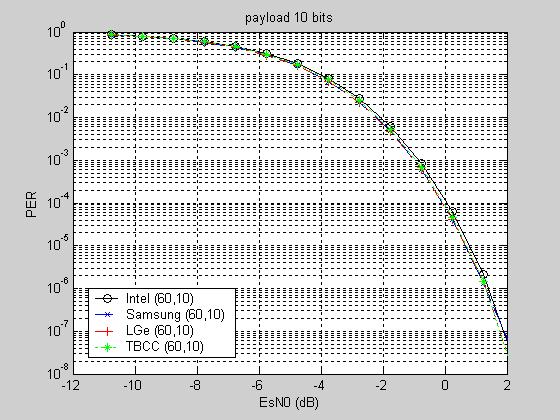 payload 10 bits
10^0
10^-1
10^-2
10^-3
10^-4
10^-5
10^-6
10^-7
10^-8
PER
Intel (60,10)
Samsung (60,10)
LGe (60,10)
TBCC (60,10)
-12 -10 -8 -6 -4 -2 0 2
EsN0 (dB)